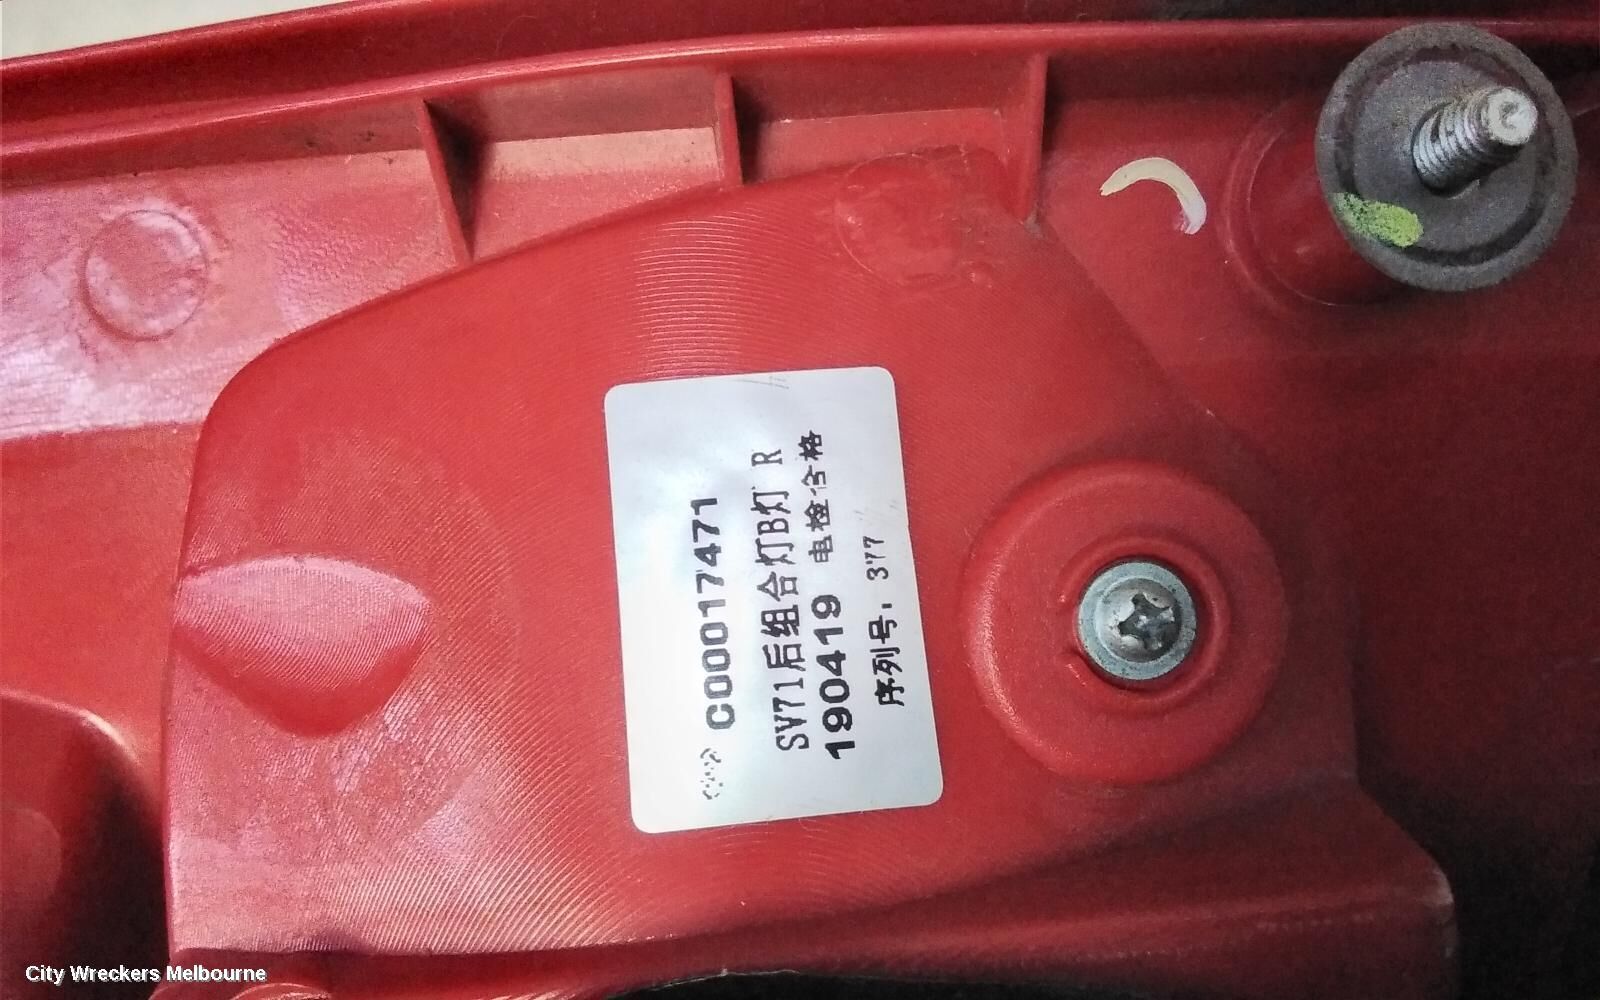 C00017471
SV71后组合灯B灯 R
190419 电检合格
序列号: 377
City Wreckers Melbourne